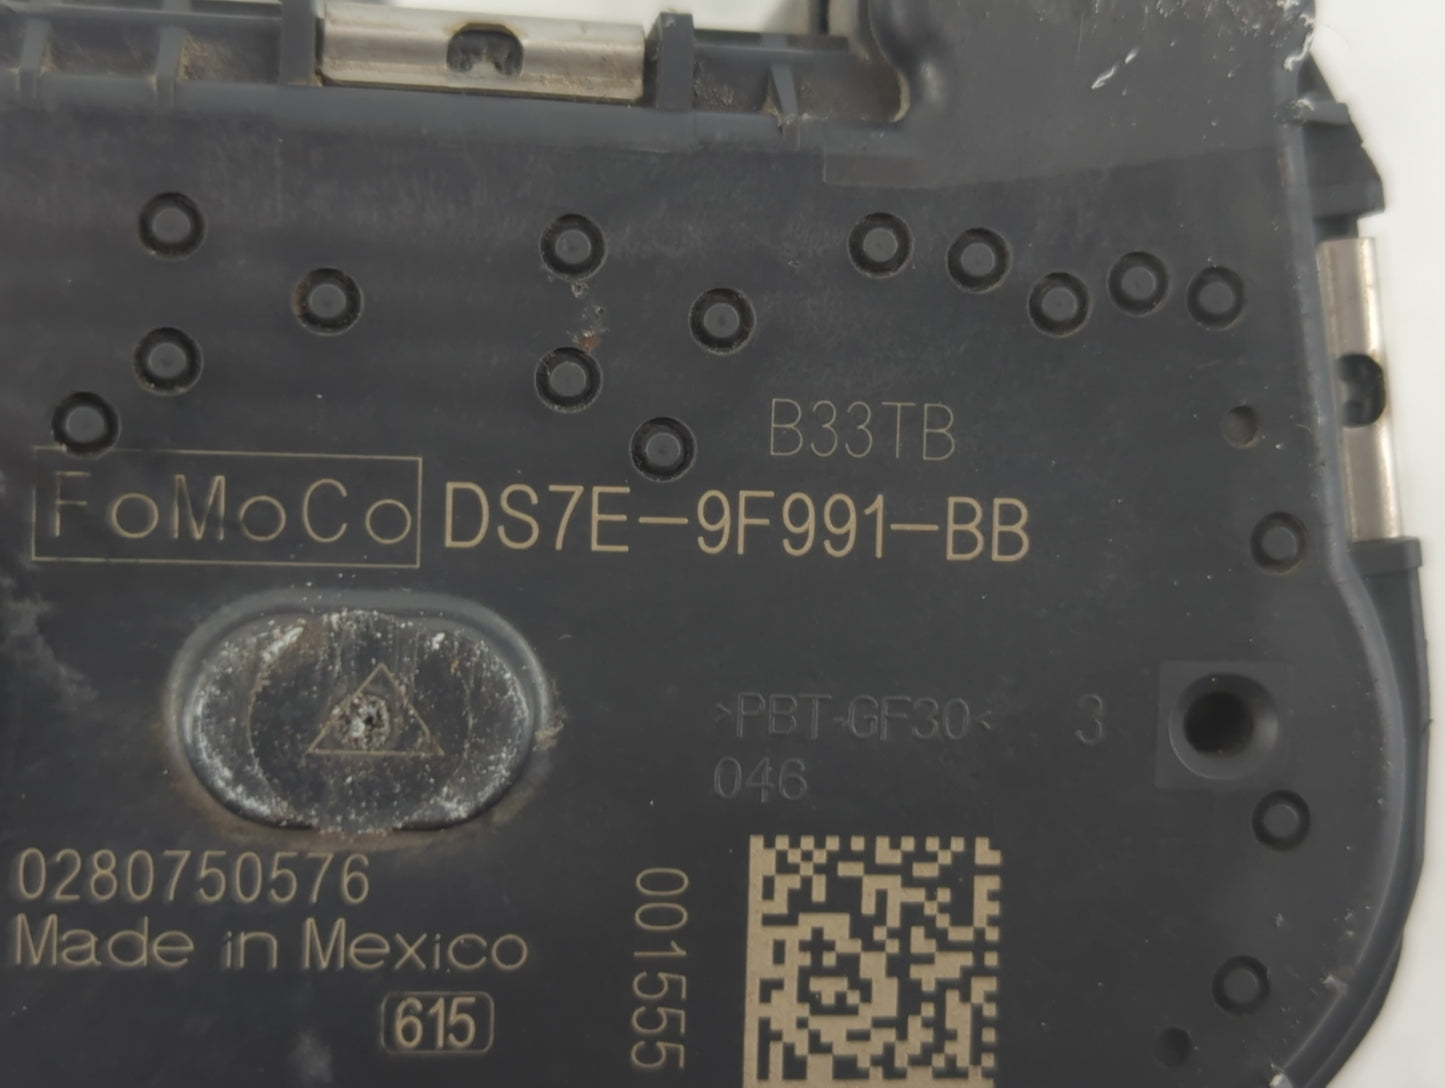 B33TB
FoMoCo DS7E-9F991-BB
>PBT-GF30< 3
046
0280750576
Made in Mexico
615
001555